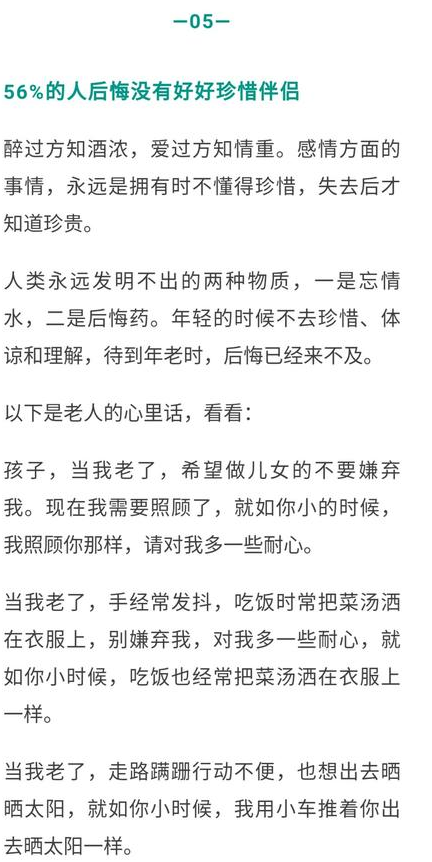 —05—
56%的人后悔没有好好珍惜伴侣
醉过方知酒浓，爱过方知情重。感情方面的
事情，永远是拥有时不懂得珍惜，失去后才
知道珍贵。
人类永远发明不出的两种物质，一是忘情
水，二是后悔药。年轻的时候不去珍惜、体
谅和理解，待到年老时，后悔已经来不及。
以下是老人的心里话，看看：
孩子，当我老了，希望做儿女的不要嫌弃
我。现在我需要照顾了，就如你小的时候，
我照顾你那样，请对我多一些耐心。
当我老了，手经常发抖，吃饭时常把菜汤洒
在衣服上，别嫌弃我，对我多一些耐心，就
如你小时候，吃饭也经常把菜汤洒在衣服上
一样。
当我老了，走路蹒跚行动不便，也想出去晒
晒太阳，就如你小时候，我用小车推着你出
去晒太阳一样。